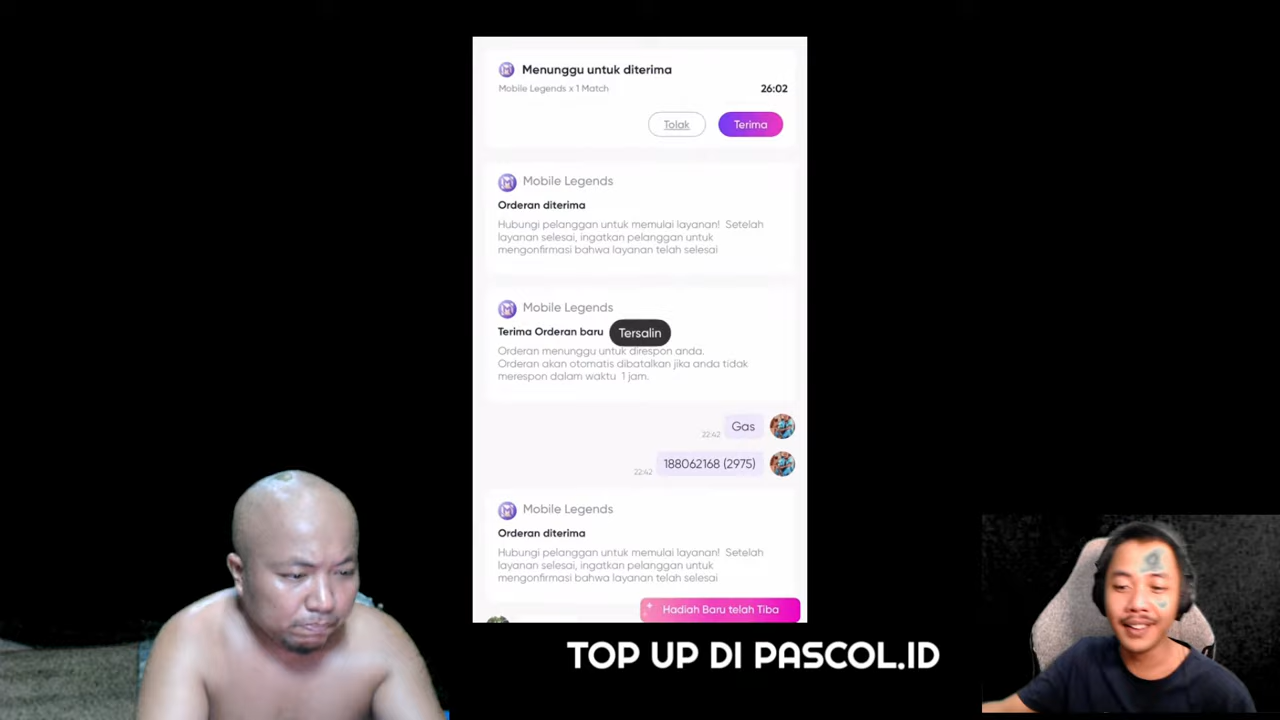 Menunggu untuk diterima
Mobile Legends x 1 Match
26:02
Tolak
Terima
Mobile Legends
Orderan diterima
Hubungi pelanggan untuk memulai layanan! Setelah
layanan selesai, ingatkan pelanggan untuk
mengonfirmasi bahwa layanan telah selesai
Mobile Legends
Terima Orderan baru
Tersalin
Orderan menunggu untuk direspon anda.
Orderan akan otomatis dibatalkan jika anda tidak
merespon dalam waktu 1 jam.
Gas
22:42
188062168 (2975)
22:42
Mobile Legends
Orderan diterima
Hubungi pelanggan untuk memulai layanan! Setelah
layanan selesai, ingatkan pelanggan untuk
mengonfirmasi bahwa layanan telah selesai
Hadiah Baru telah Tiba
TOP UP DI PASCOL.ID